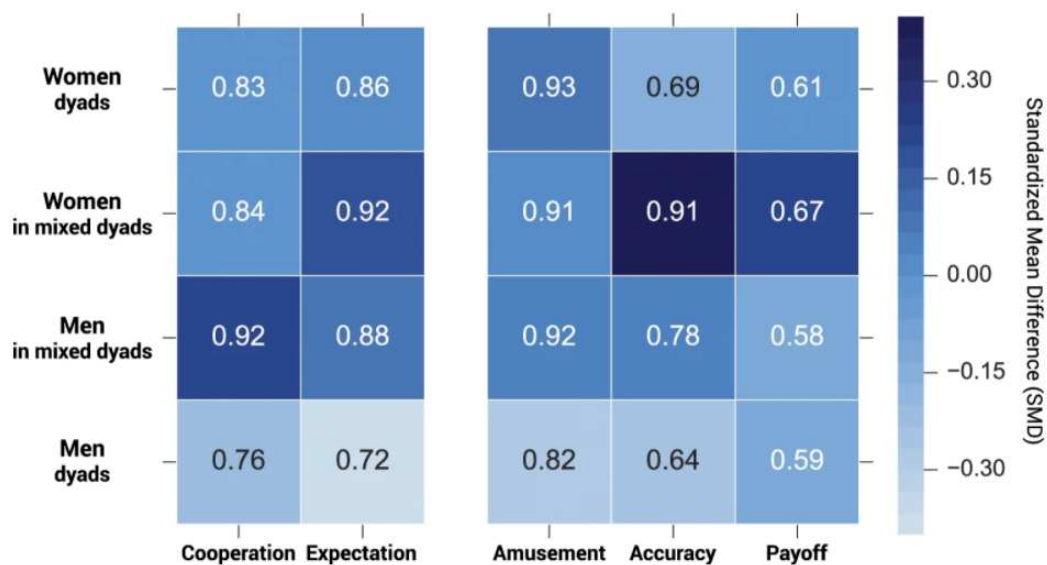 Women
dyads
0.83 0.86 0.93 0.69 0.61
Women
in mixed dyads
0.84 0.92 0.91 0.91 0.67
Men
in mixed dyads
0.92 0.88 0.92 0.78 0.58
Men
dyads
0.76 0.72 0.82 0.64 0.59
Cooperation Expectation Amusement Accuracy Payoff
0.30
0.15
0.00
−0.15
−0.30
Standardized Mean Difference (SMD)